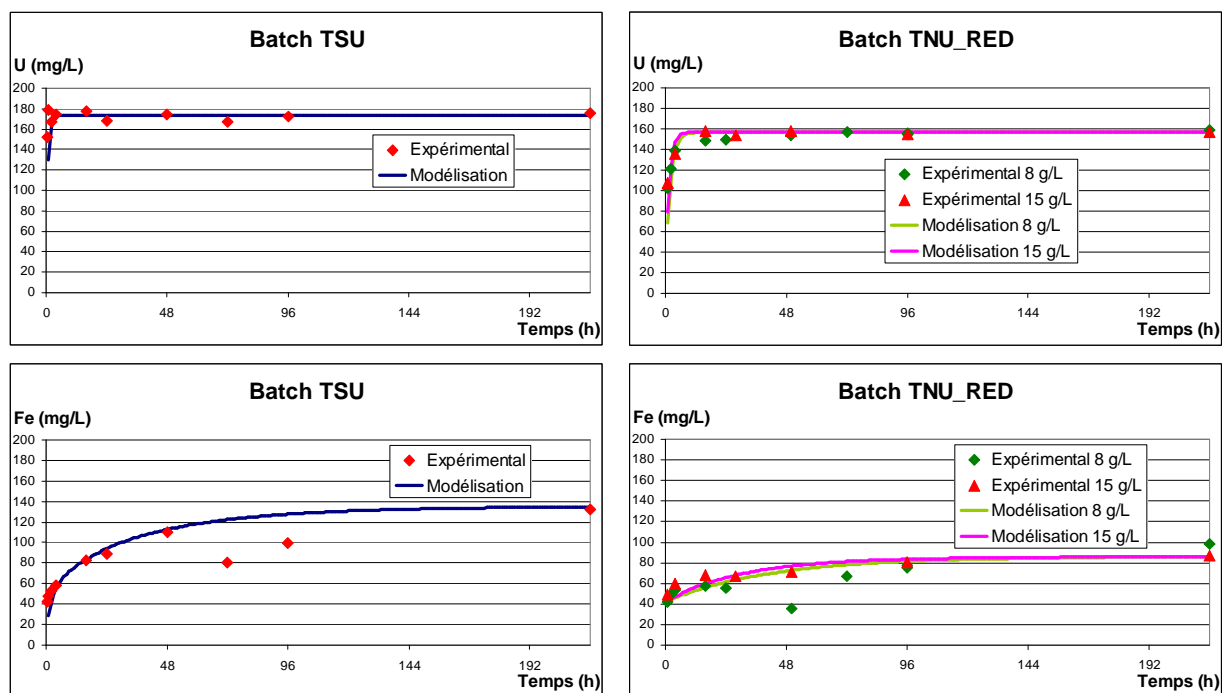 Batch TSU
U (mg/L)
200
180
160
140
120
100
80
60
40
20
0
0 48 96 144 192
Temps (h)
Expérimental
Modélisation
Batch TNU_RED
U (mg/L)
200
180
160
140
120
100
80
60
40
20
0
0 48 96 144 192
Temps (h)
Expérimental 8 g/L
Expérimental 15 g/L
Modélisation 8 g/L
Modélisation 15 g/L
Batch TSU
Fe (mg/L)
200
180
160
140
120
100
80
60
40
20
0
0 48 96 144 192
Temps (h)
Expérimental
Modélisation
Batch TNU_RED
Fe (mg/L)
200
180
160
140
120
100
80
60
40
20
0
0 48 96 144 192
Temps (h)
Expérimental 8 g/L
Expérimental 15 g/L
Modélisation 8 g/L
Modélisation 15 g/L